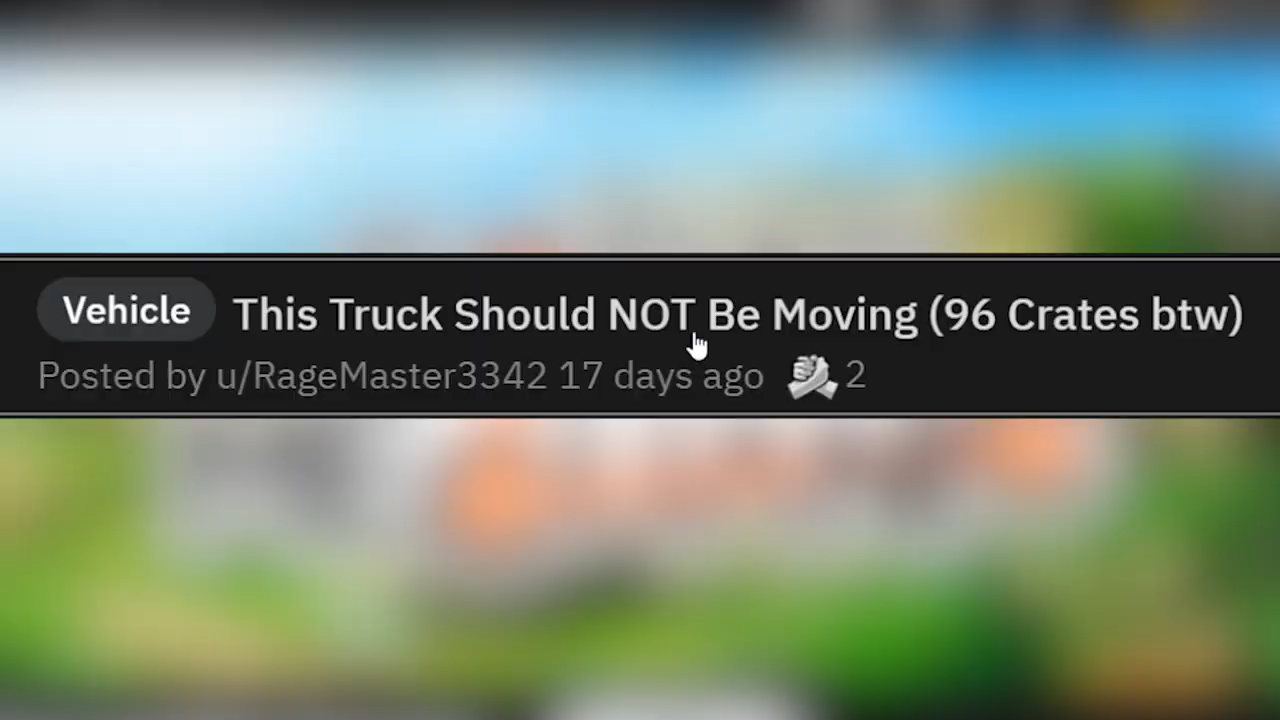 Vehicle This Truck Should NOT Be Moving (96 Crates btw)
Posted by u/RageMaster3342 17 days ago 2